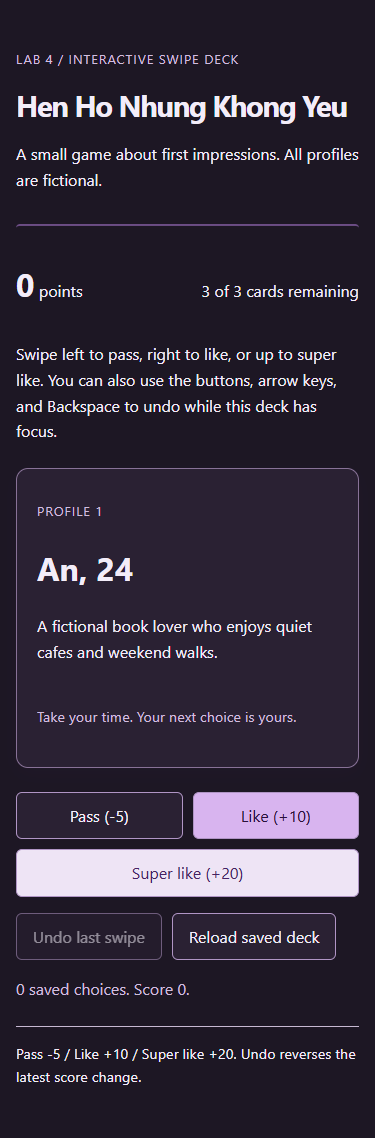 LAB 4 / INTERACTIVE SWIPE DECK
Hen Ho Nhung Khong Yeu
A small game about first impressions. All profiles
are fictional.
0 points
3 of 3 cards remaining
Swipe left to pass, right to like, or up to super
like. You can also use the buttons, arrow keys,
and Backspace to undo while this deck has
focus.
PROFILE 1
An, 24
A fictional book lover who enjoys quiet
cafes and weekend walks.
Take your time. Your next choice is yours.
Pass (-5)
Like (+10)
Super like (+20)
Undo last swipe
Reload saved deck
0 saved choices. Score 0.
Pass -5 / Like +10 / Super like +20. Undo reverses the
latest score change.